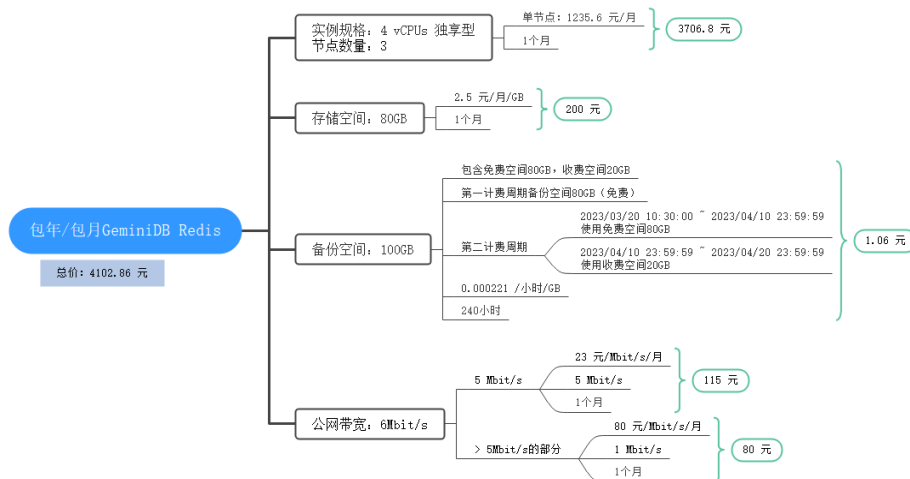 包年/包月GeminiDB Redis
总价: 4102.86 元
实例规格: 4 vCPUs 独享型
节点数量: 3
单节点: 1235.6 元/月
1个月
3706.8 元
存储空间: 80GB
2.5 元/月/GB
1个月
200 元
备份空间: 100GB
包含免费空间80GB, 收费空间20GB
第一计费周期备份空间80GB (免费)
第二计费周期
2023/03/20 10:30:00 ~ 2023/04/10 23:59:59
使用免费空间80GB
2023/04/10 23:59:59 ~ 2023/04/20 23:59:59
使用收费空间20GB
0.000221 /小时/GB
240小时
1.06 元
公网带宽: 6Mbit/s
5 Mbit/s
23 元/Mbit/s/月
5 Mbit/s
1个月
115 元
> 5Mbit/s的部分
80 元/Mbit/s/月
1 Mbit/s
1个月
80 元